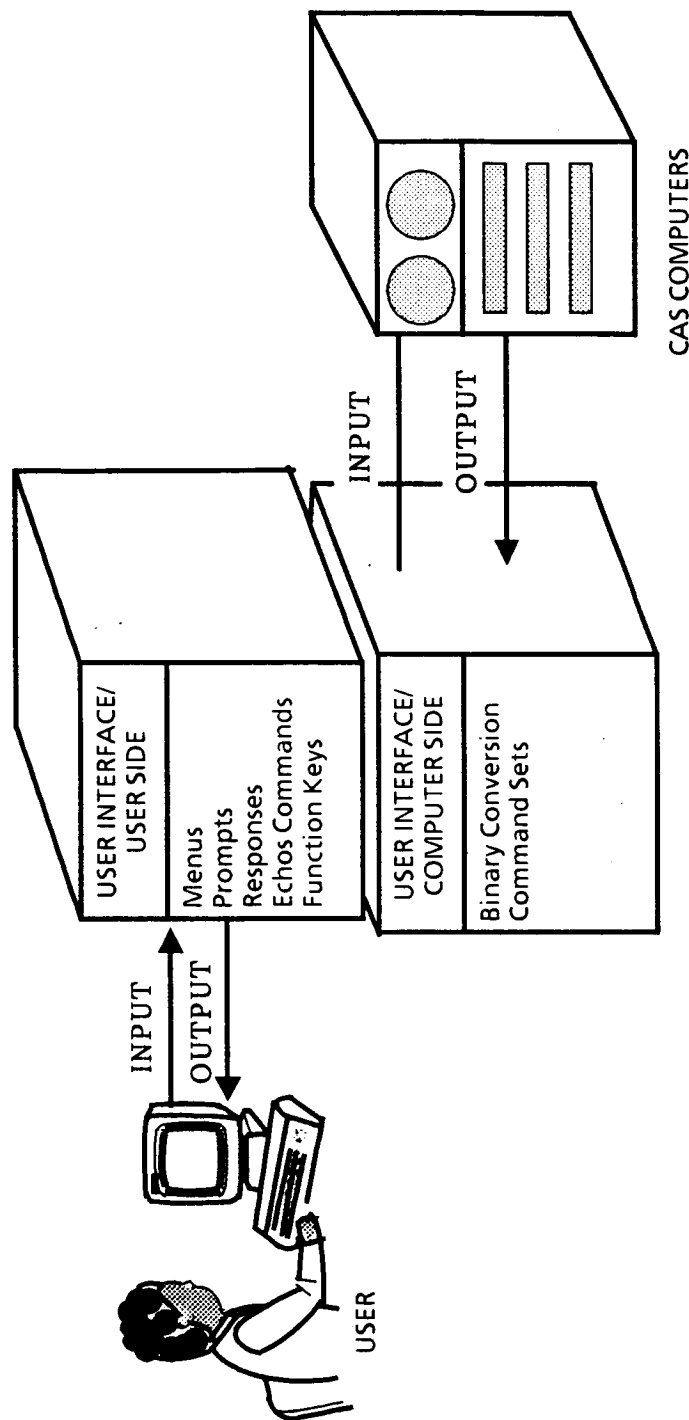 INPUT
OUTPUT
USER
USER INTERFACE/
USER SIDE
Menus
Prompts
Responses
Echos Commands
Function Keys
USER INTERFACE/
COMPUTER SIDE
Binary Conversion
Command Sets
INPUT
OUTPUT
CAS COMPUTERS